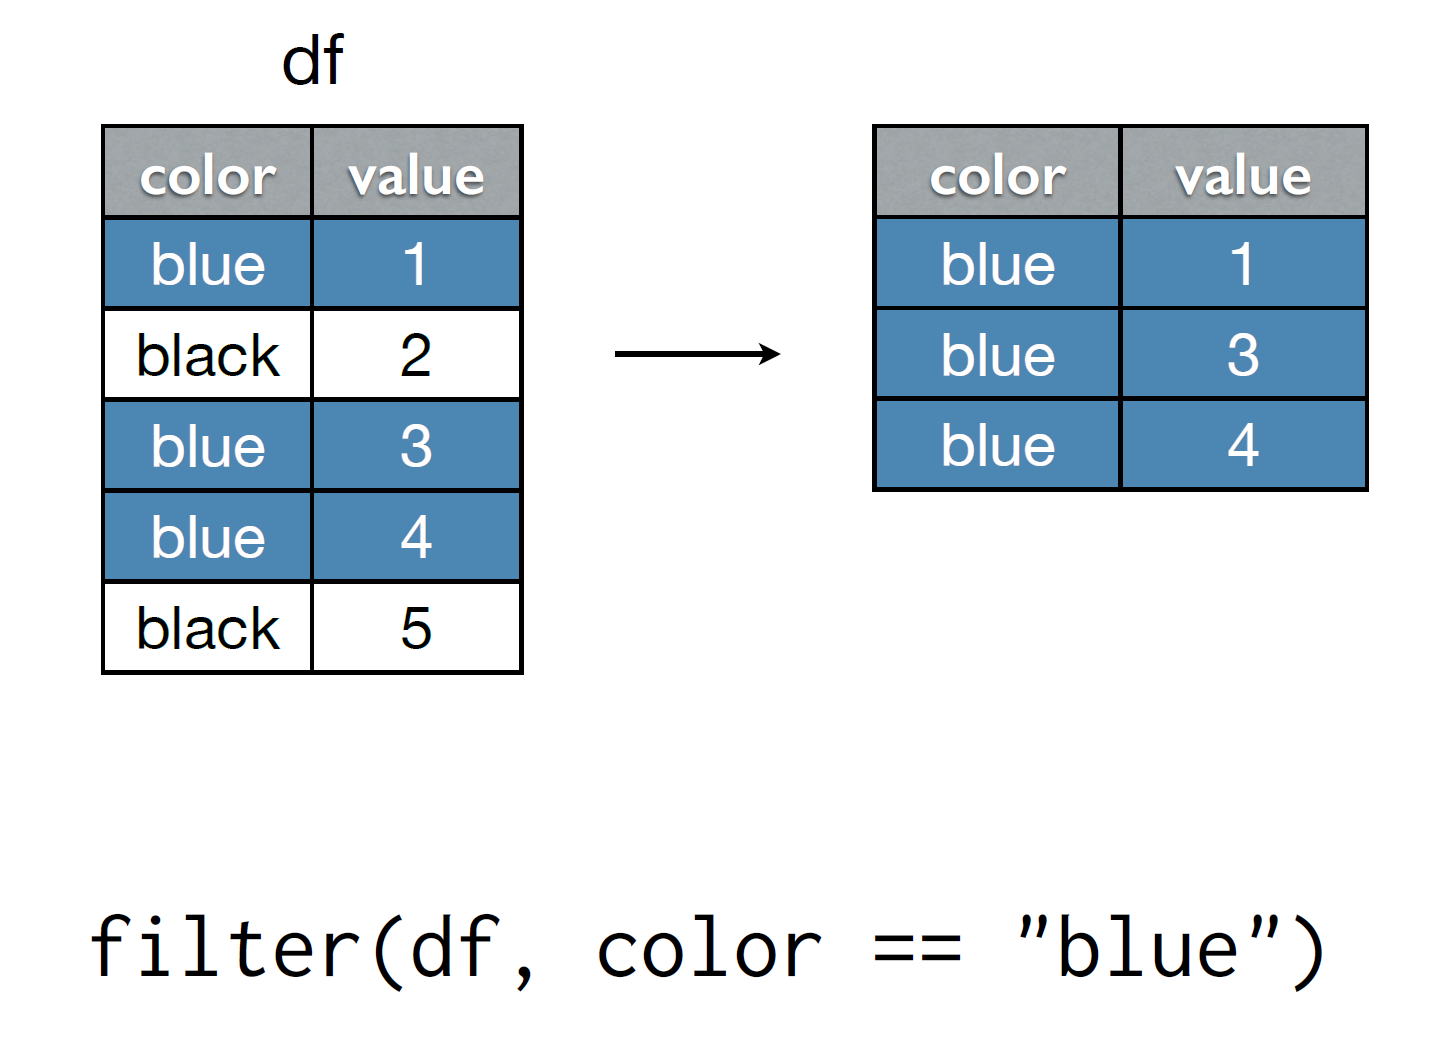 df
color value
blue 1
black 2
blue 3
blue 4
black 5
color value
blue 1
blue 3
blue 4
filter(df, color == "blue")